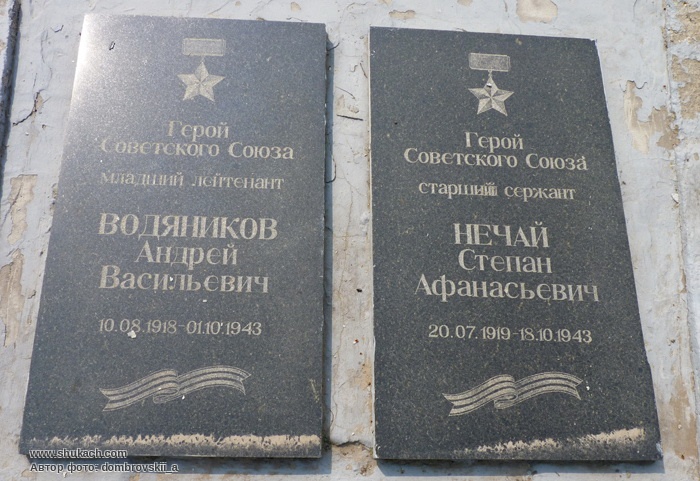 Герой
Советского Союза
младший лейтенант
ВОДЯНИКОВ
Андрей
Васильевич
10.08.1918-01.10.1943
Герой
Советского Союза
старший сержант
НЕЧАЙ
Степан
Афанасьевич
20.07.1919-18.10.1943
www.shukach.com
Автор фото- dombrovskii_a